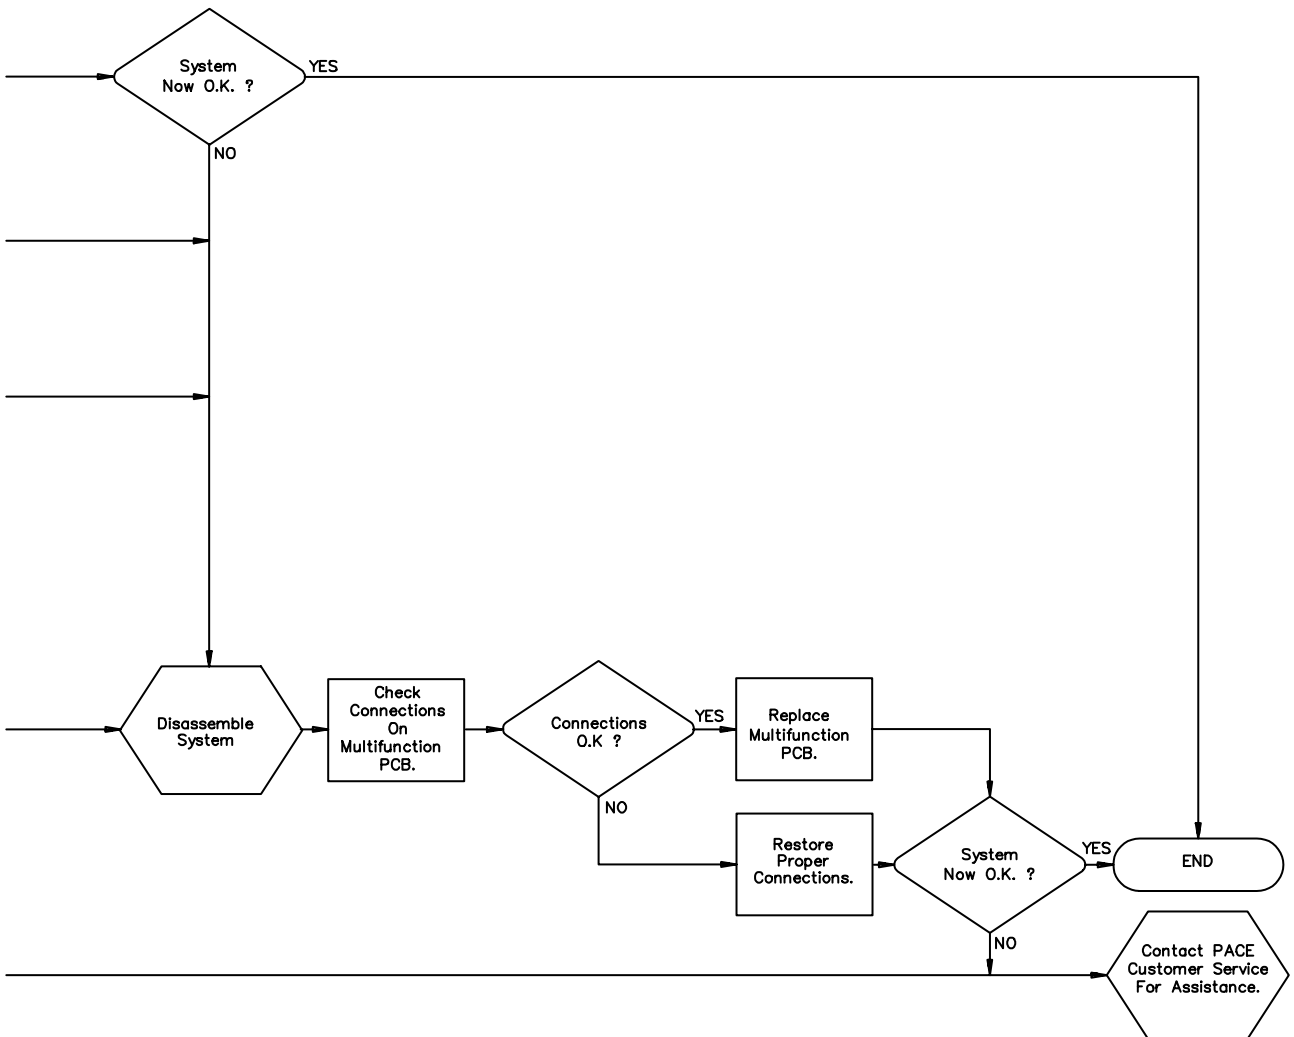 System
Now O.K. ?
YES
NO
Disassemble
System
Check
Connections
On
Multifunction
PCB.
Connections
O.K ?
YES
NO
Replace
Multifunction
PCB.
Restore
Proper
Connections.
System
Now O.K. ?
YES
NO
END
Contact PACE
Customer Service
For Assistance.